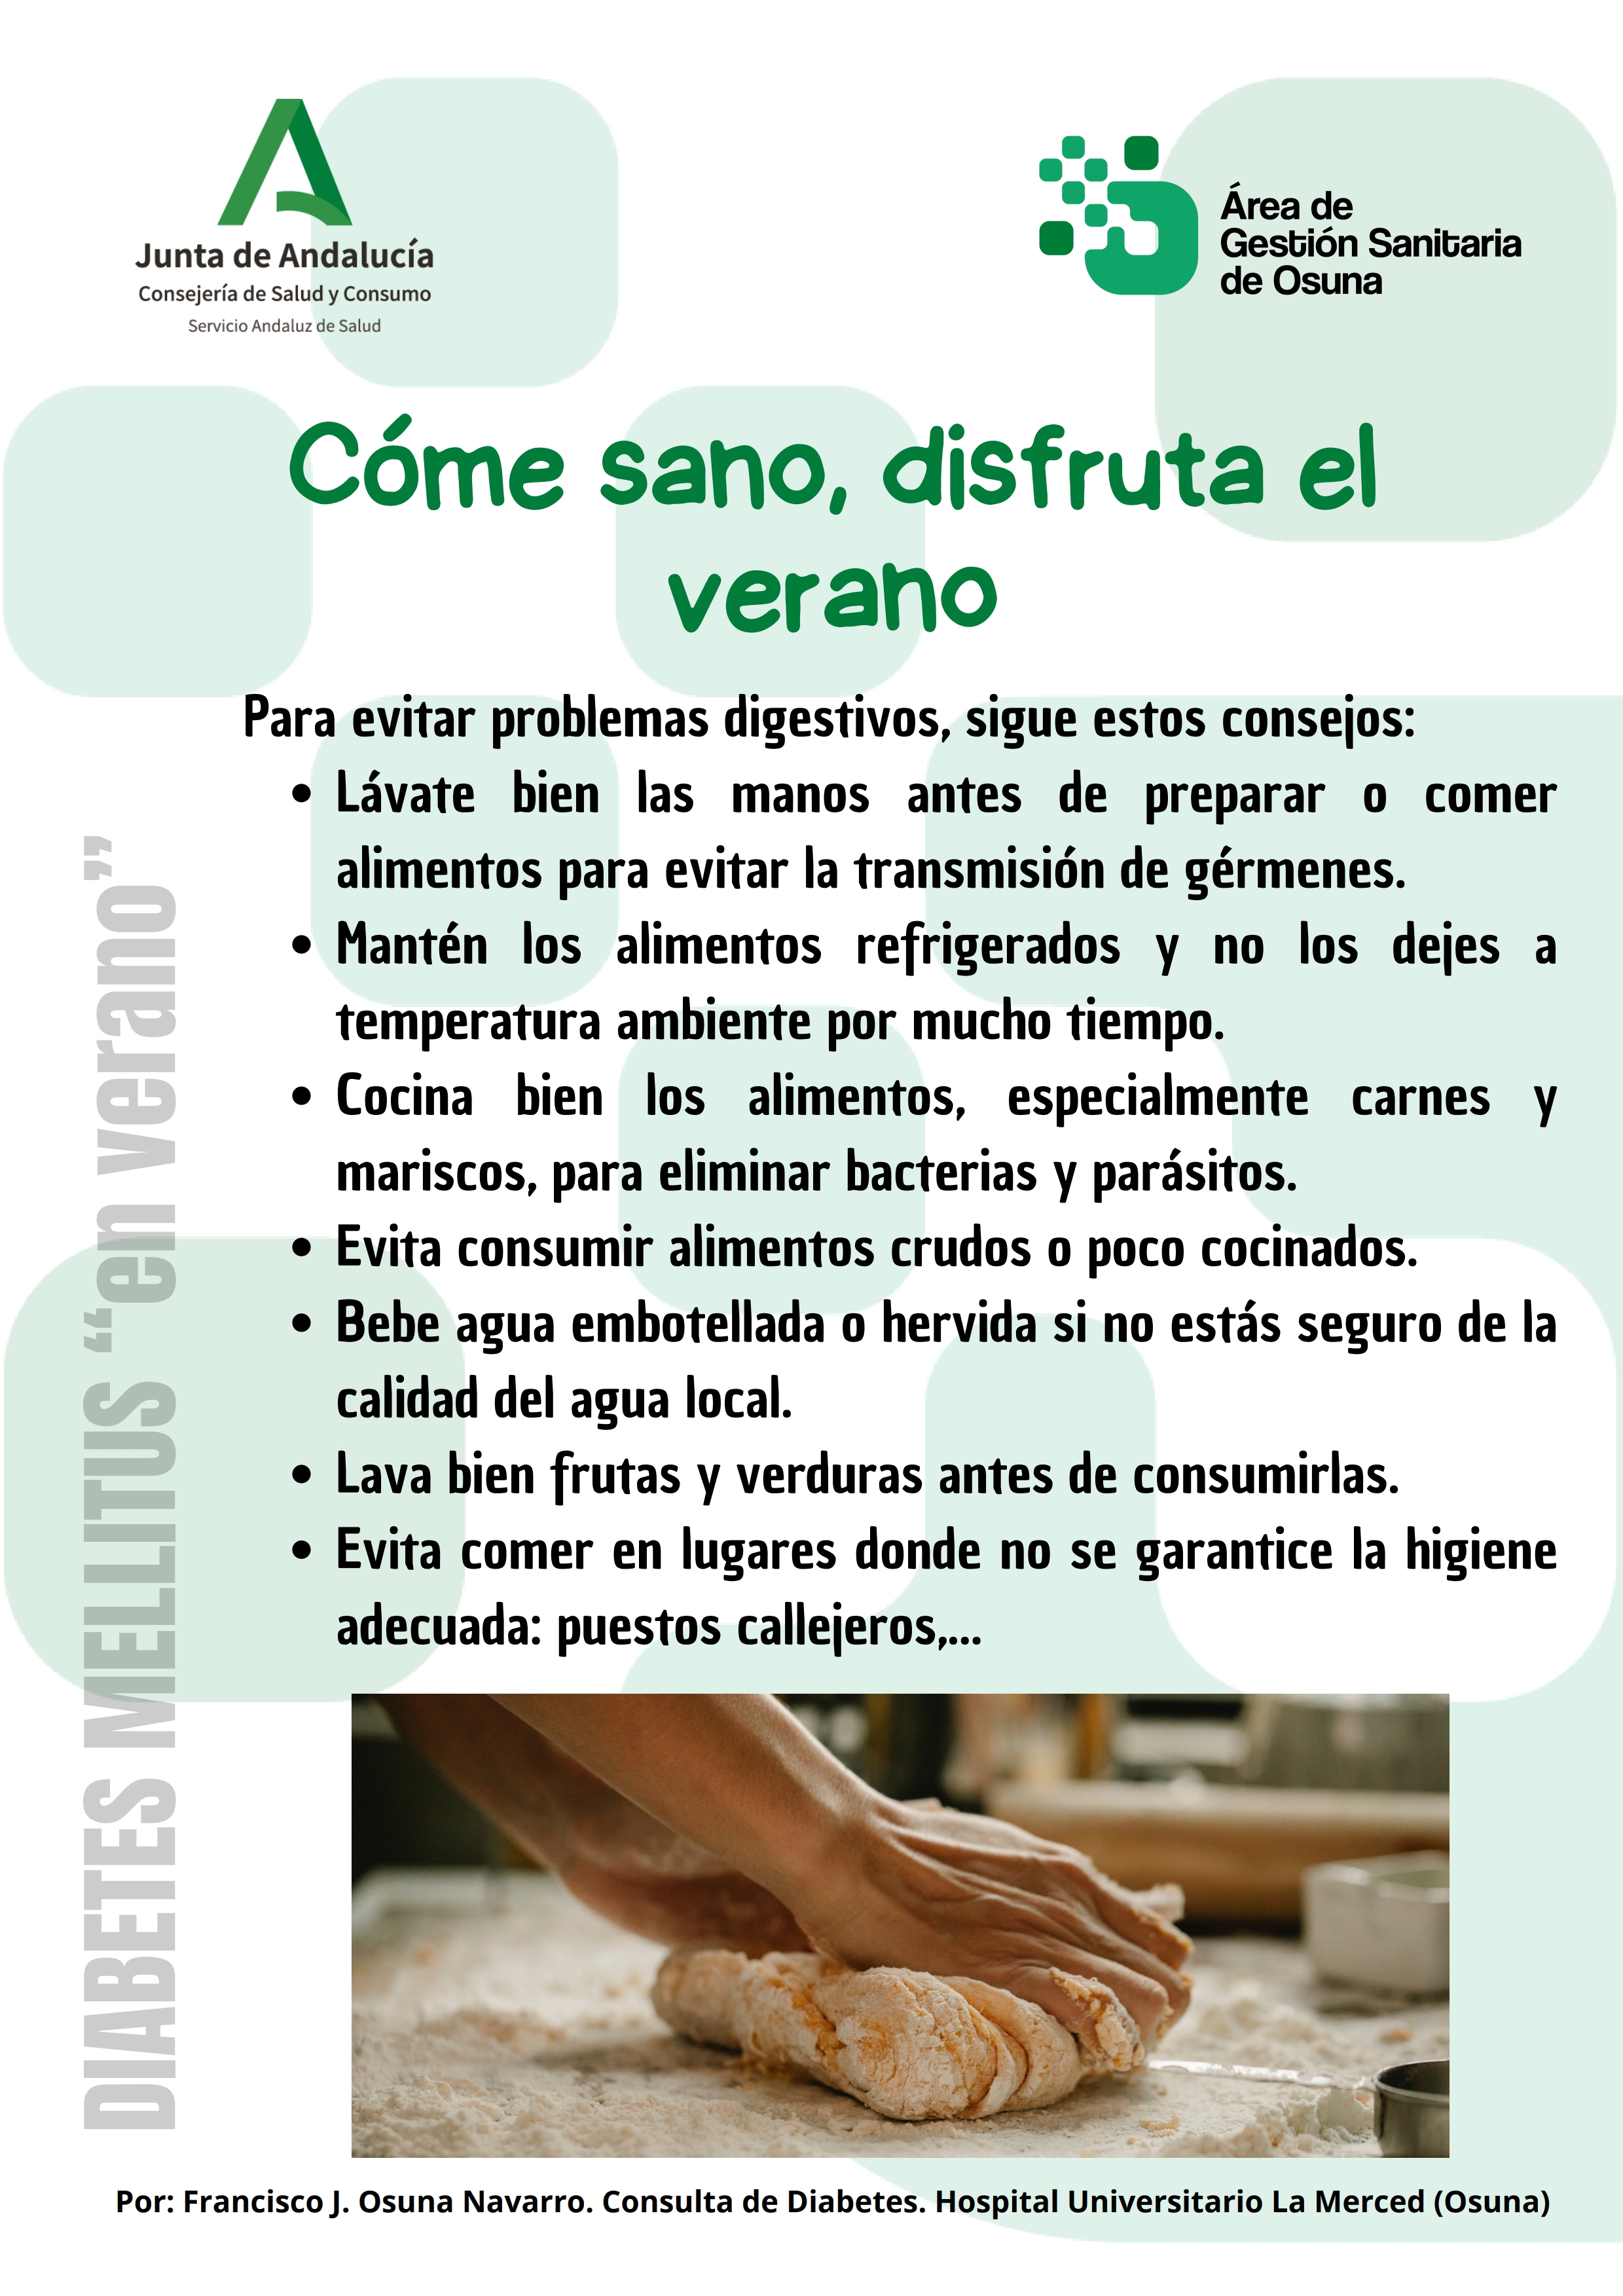 Junta de Andalucía
Consejería de Salud y Consumo
Servicio Andaluz de Salud
Área de
Gestión Sanitaria
de Osuna
Cóme sano, disfruta el
verano
Para evitar problemas digestivos, sigue estos consejos:
• Lávate bien las manos antes de preparar o comer
alimentos para evitar la transmisión de gérmenes.
• Mantén los alimentos refrigerados y no los dejes a
temperatura ambiente por mucho tiempo.
• Cocina bien los alimentos, especialmente carnes y
mariscos, para eliminar bacterias y parásitos.
• Evita consumir alimentos crudos o poco cocinados.
• Bebe agua embotellada o hervida si no estás seguro de la
calidad del agua local.
• Lava bien frutas y verduras antes de consumirlas.
• Evita comer en lugares donde no se garantice la higiene
adecuada: puestos callejeros,...
DIABETES MELLITUS “en verano”
Por: Francisco J. Osuna Navarro. Consulta de Diabetes. Hospital Universitario La Merced (Osuna)